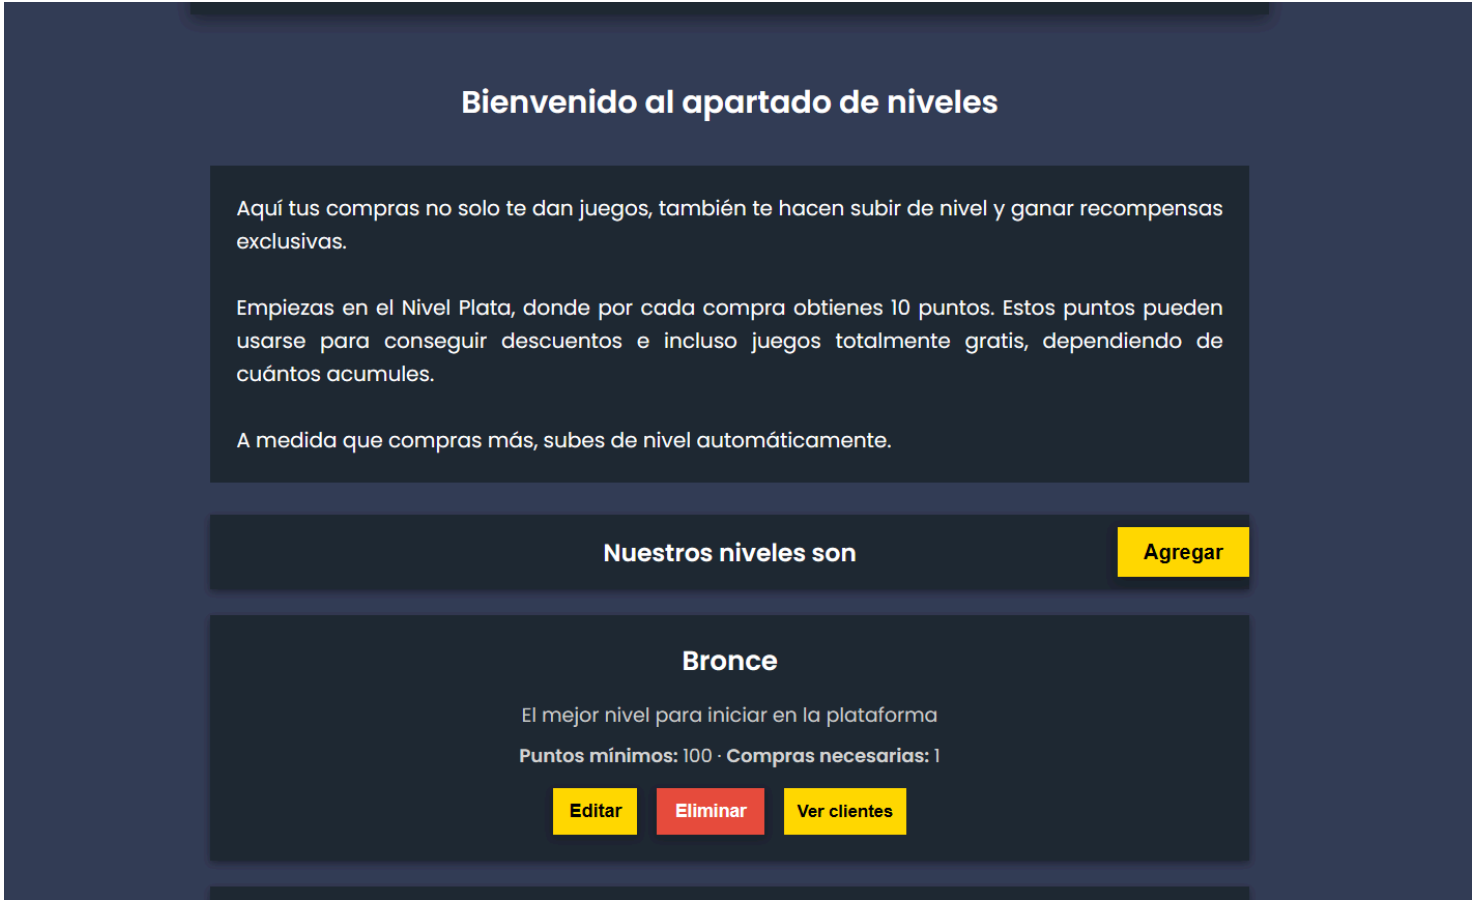 Bienvenido al apartado de niveles
Aquí tus compras no solo te dan juegos, también te hacen subir de nivel y ganar recompensas
exclusivas.
Empiezas en el Nivel Plata, donde por cada compra obtienes 10 puntos. Estos puntos pueden
usarse para conseguir descuentos e incluso juegos totalmente gratis, dependiendo de
cuántos acumules.
A medida que compras más, subes de nivel automáticamente.
Nuestros niveles son
Agregar
Bronce
El mejor nivel para iniciar en la plataforma
Puntos mínimos: 100 · Compras necesarias: 1
Editar
Eliminar
Ver clientes